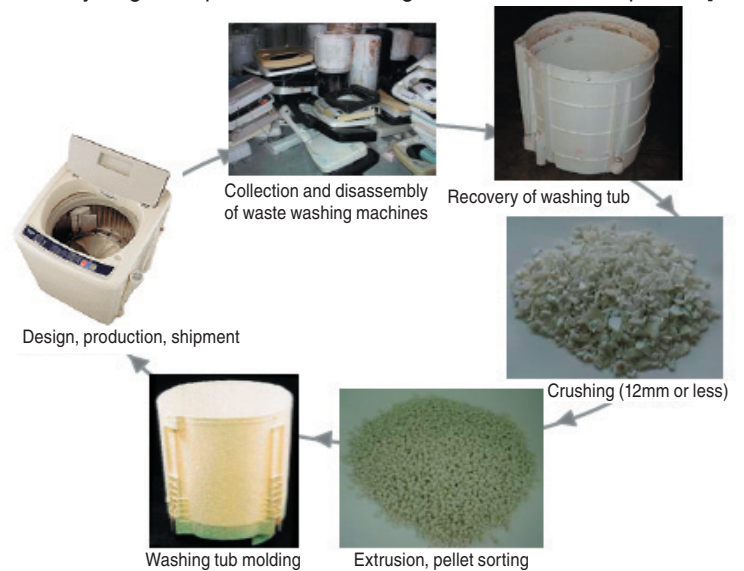 Collection and disassembly
of waste washing machines
Recovery of washing tub
Design, production, shipment
Crushing (12mm or less)
Washing tub molding
Extrusion, pellet sorting